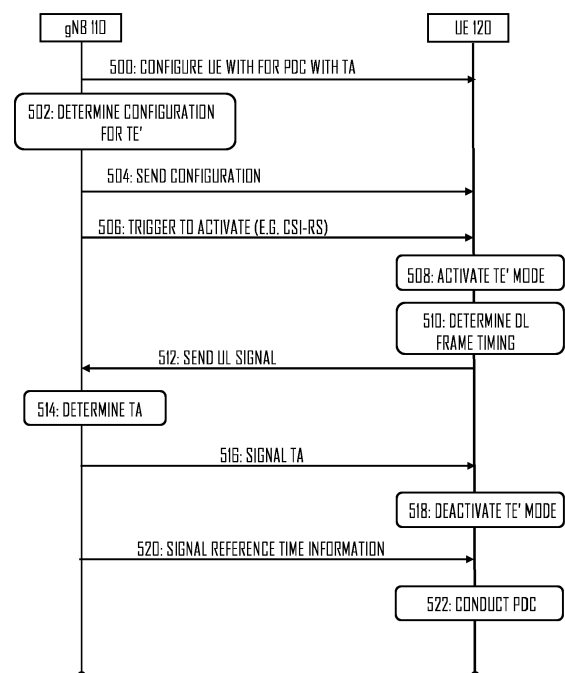 gNB 110
UE 120
500: CONFIGURE UE WITH FOR PDC WITH TA
502: DETERMINE CONFIGURATION
FOR TE'
504: SEND CONFIGURATION
506: TRIGGER TO ACTIVATE (E.G. CSI-RS)
508: ACTIVATE TE' MODE
510: DETERMINE DL
FRAME TIMING
512: SEND UL SIGNAL
514: DETERMINE TA
516: SIGNAL TA
518: DEACTIVATE TE' MODE
520: SIGNAL REFERENCE TIME INFORMATION
522: CONDUCT PDC